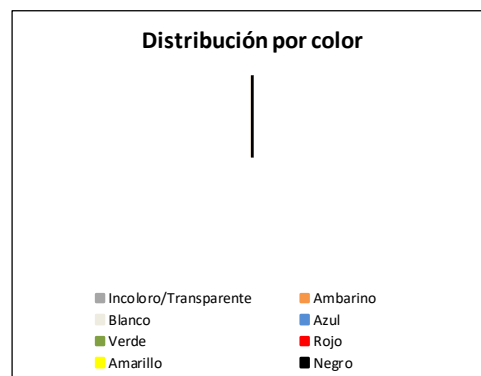 Distribución por color
Incoloro/Transparente Ambarino
Blanco Azul
Verde Rojo
Amarillo Negro